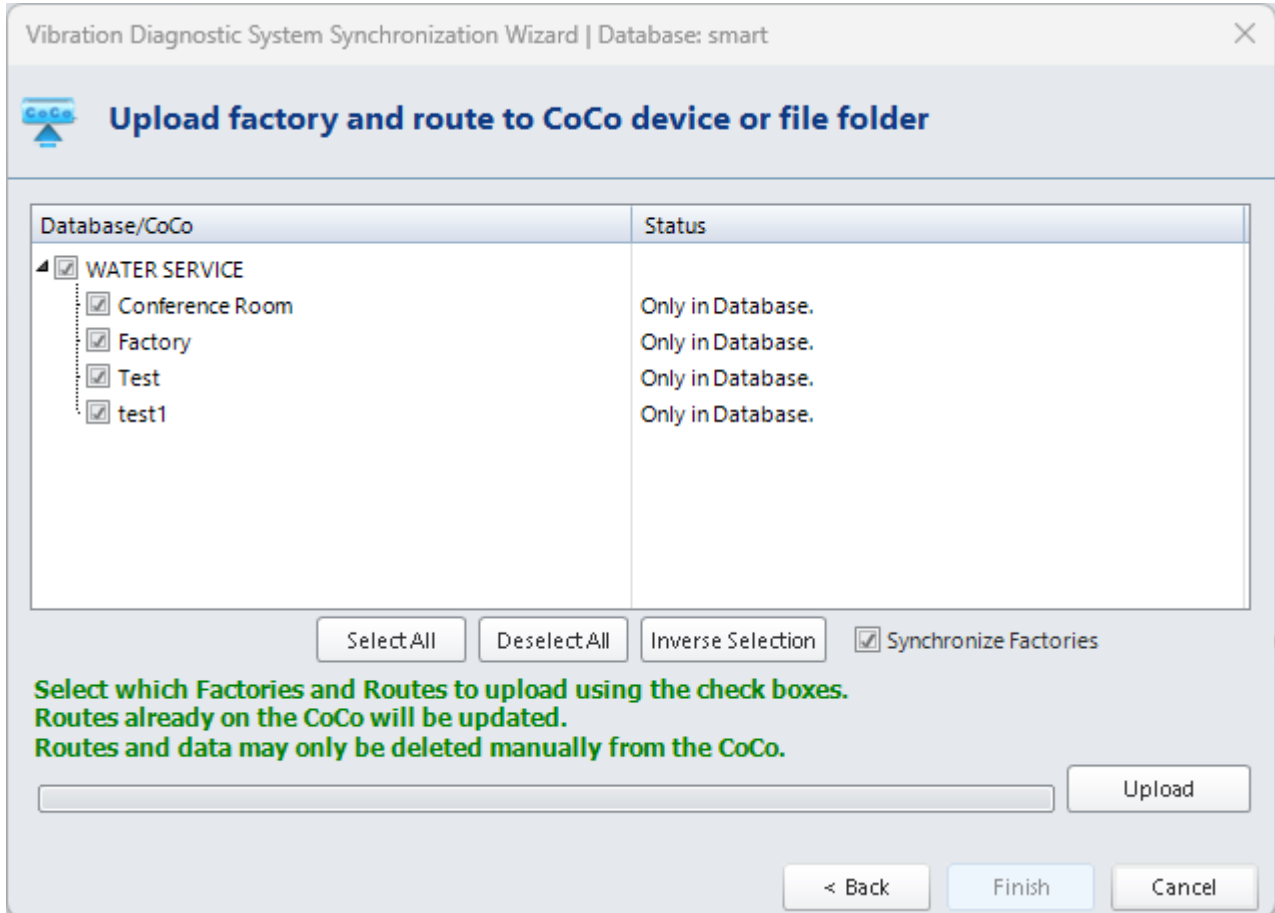 Vibration Diagnostic System Synchronization Wizard | Database: smart
CoCo
Upload factory and route to CoCo device or file folder
Database/CoCo Status
WATER SERVICE
Conference Room Only in Database.
Factory Only in Database.
Test Only in Database.
test1 Only in Database.
Select All Deselect All Inverse Selection Synchronize Factories
Select which Factories and Routes to upload using the check boxes.
Routes already on the CoCo will be updated.
Routes and data may only be deleted manually from the CoCo.
Upload
< Back Finish Cancel